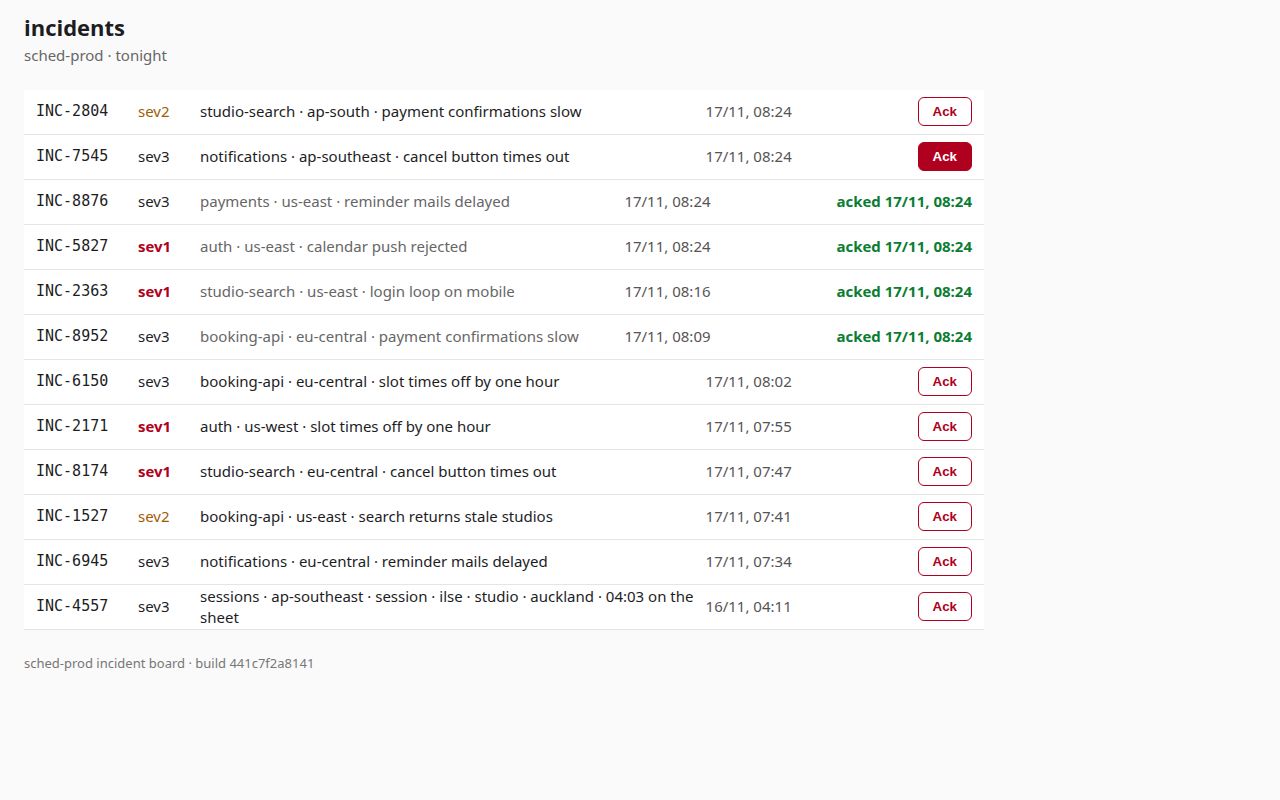 incidents
sched-prod · tonight
INC-2804 sev2 studio-search · ap-south · payment confirmations slow 17/11, 08:24 Ack
INC-7545 sev3 notifications · ap-southeast · cancel button times out 17/11, 08:24 Ack
INC-8876 sev3 payments · us-east · reminder mails delayed 17/11, 08:24 acked 17/11, 08:24
INC-5827 sev1 auth · us-east · calendar push rejected 17/11, 08:24 acked 17/11, 08:24
INC-2363 sev1 studio-search · us-east · login loop on mobile 17/11, 08:16 acked 17/11, 08:24
INC-8952 sev3 booking-api · eu-central · payment confirmations slow 17/11, 08:09 acked 17/11, 08:24
INC-6150 sev3 booking-api · eu-central · slot times off by one hour 17/11, 08:02 Ack
INC-2171 sev1 auth · us-west · slot times off by one hour 17/11, 07:55 Ack
INC-8174 sev1 studio-search · eu-central · cancel button times out 17/11, 07:47 Ack
INC-1527 sev2 booking-api · us-east · search returns stale studios 17/11, 07:41 Ack
INC-6945 sev3 notifications · eu-central · reminder mails delayed 17/11, 07:34 Ack
INC-4557 sev3 sessions · ap-southeast · session · ilse · studio · auckland · 04:03 on the 16/11, 04:11 Ack
sheet
sched-prod incident board · build 441c7f2a8141